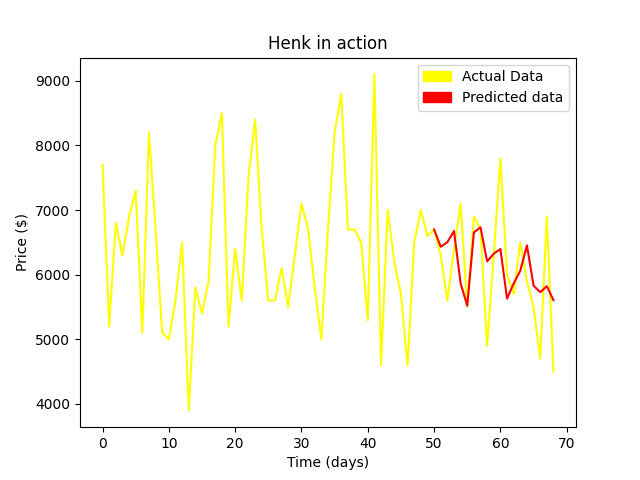 Henk in action
Actual Data
Predicted data
Price ($)
9000
8000
7000
6000
5000
4000
0 10 20 30 40 50 60 70
Time (days)